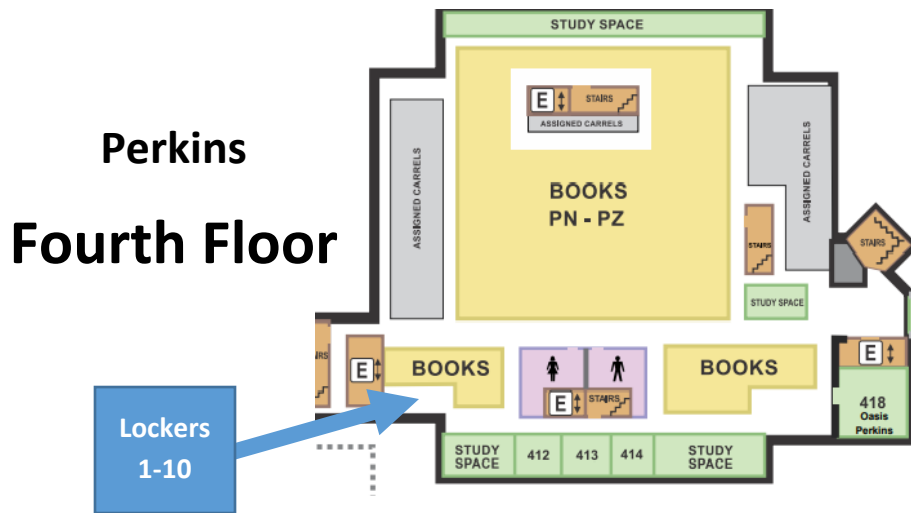 Perkins
Fourth Floor
Lockers
1-10
STUDY SPACE
E STAIRS
ASSIGNED CARRELS
ASSIGNED CARRELS
BOOKS
PN - PZ
ASSIGNED CARRELS
STAIRS
STAIRS
STUDY SPACE
E
BOOKS
E STAIRS
BOOKS
E
418
Oasis
Perkins
STUDY
SPACE
412
413
414
STUDY
SPACE